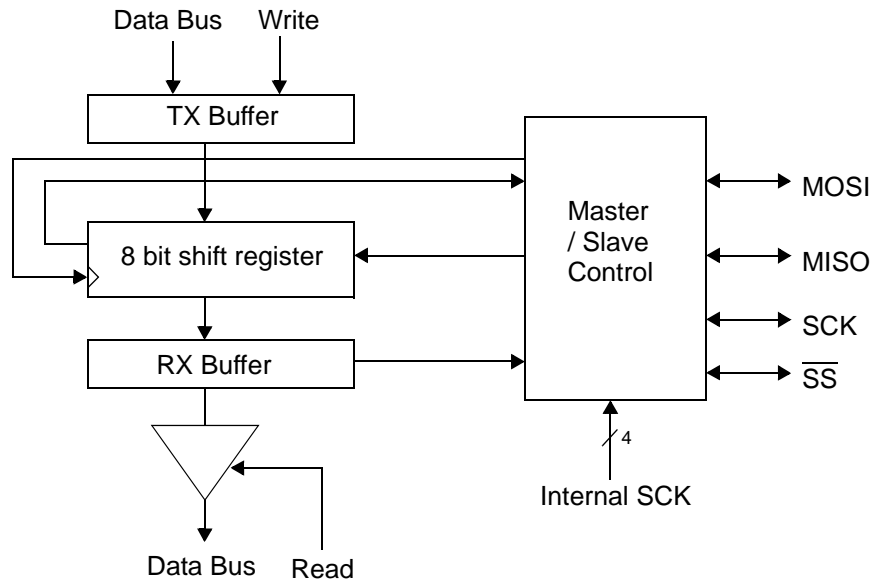 Data Bus Write
TX Buffer
8 bit shift register
RX Buffer
Data Bus Read
Master
/ Slave
Control
MOSI
MISO
SCK
SS
4
Internal SCK